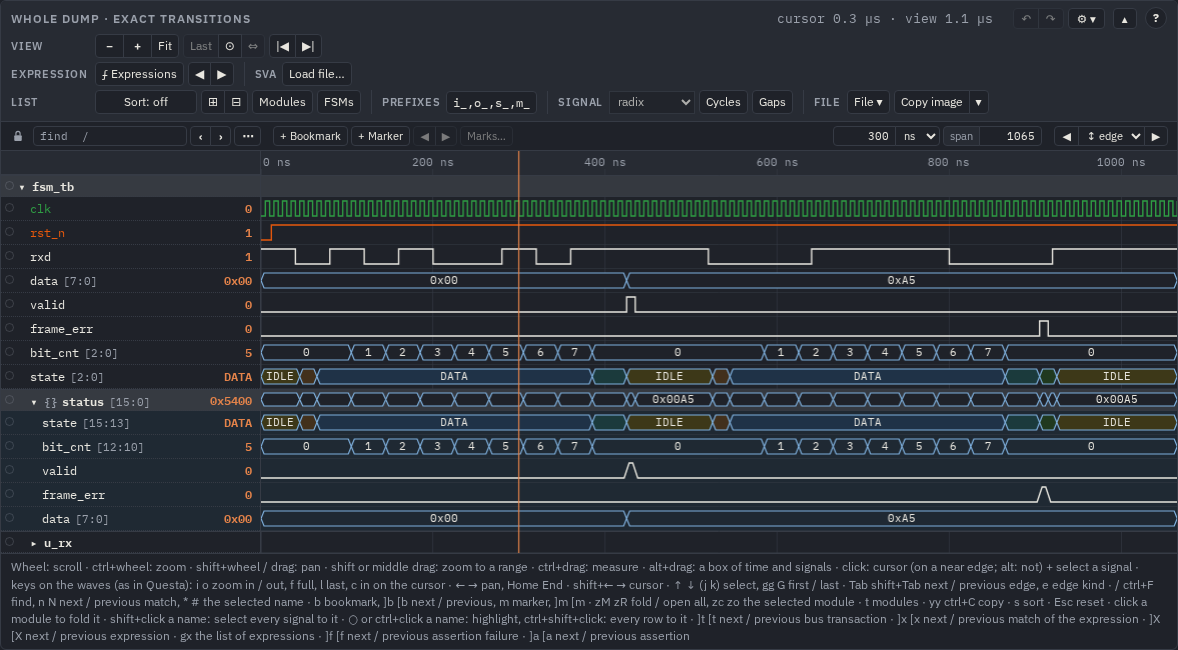 WHOLE DUMP · EXACT TRANSITIONS cursor 0.3 µs · view 1.1 µs ↶ ↷ ⚙ ▾ ▴ ?
VIEW − + Fit Last ⊙ ⇔ |◀ ▶|
EXPRESSION ⨍ Expressions ◀ ▶ SVA Load file...
LIST Sort: off ⊞ ⊟ Modules FSMs PREFIXES i_,o_,s_,m_ SIGNAL radix Cycles Gaps FILE File ▾ Copy image ▾
find / ‹ › ··· + Bookmark + Marker ◀ ▶ Marks... 300 ns span 1065 ◀ ↕ edge ▶
0 ns 200 ns 400 ns 600 ns 800 ns 1000 ns
▾ fsm_tb
clk 0
rst_n 1
rxd 1
data [7:0] 0x00 0x00 0xA5
valid 0
frame_err 0
bit_cnt [2:0] 5 0 1 2 3 4 5 6 7 0 1 2 3 4 5 6 7 0
state [2:0] DATA IDLE DATA IDLE DATA IDLE
▾ {} status [15:0] 0x5400 0x00A5 0x00A5
state [15:13] DATA IDLE DATA IDLE DATA IDLE
bit_cnt [12:10] 5 0 1 2 3 4 5 6 7 0 1 2 3 4 5 6 7 0
valid 0
frame_err 0
data [7:0] 0x00 0x00 0xA5
▸ u_rx
Wheel: scroll · ctrl+wheel: zoom · shift+wheel / drag: pan · shift or middle drag: zoom to a range · ctrl+drag: measure · alt+drag: a box of time and signals · click: cursor (on a near edge; alt: not) + select a signal ·
keys on the waves (as in Questa): i o zoom in / out, f full, l last, c in on the cursor · ←→ pan, Home End · shift+←→ cursor · ↑ ↓ (j k) select, gg G first / last · Tab shift+Tab next / previous edge, e edge kind · / ctrl+F
find, n N next / previous match, * # the selected name · b bookmark, ]b [b next / previous, m marker, ]m [m · zM zR fold / open all, zc zo the selected module · t modules · yy ctrl+C copy · s sort · Esc reset · click a
module to fold it · shift+click a name: select every signal to it · ○ or ctrl+click a name: highlight, ctrl+shift+click: every row to it · ]t [t next / previous bus transaction · ]x [x next / previous match of the expression · ]X
[X next / previous expression · gx the list of expressions · ]f [f next / previous assertion failure · ]a [a next / previous assertion